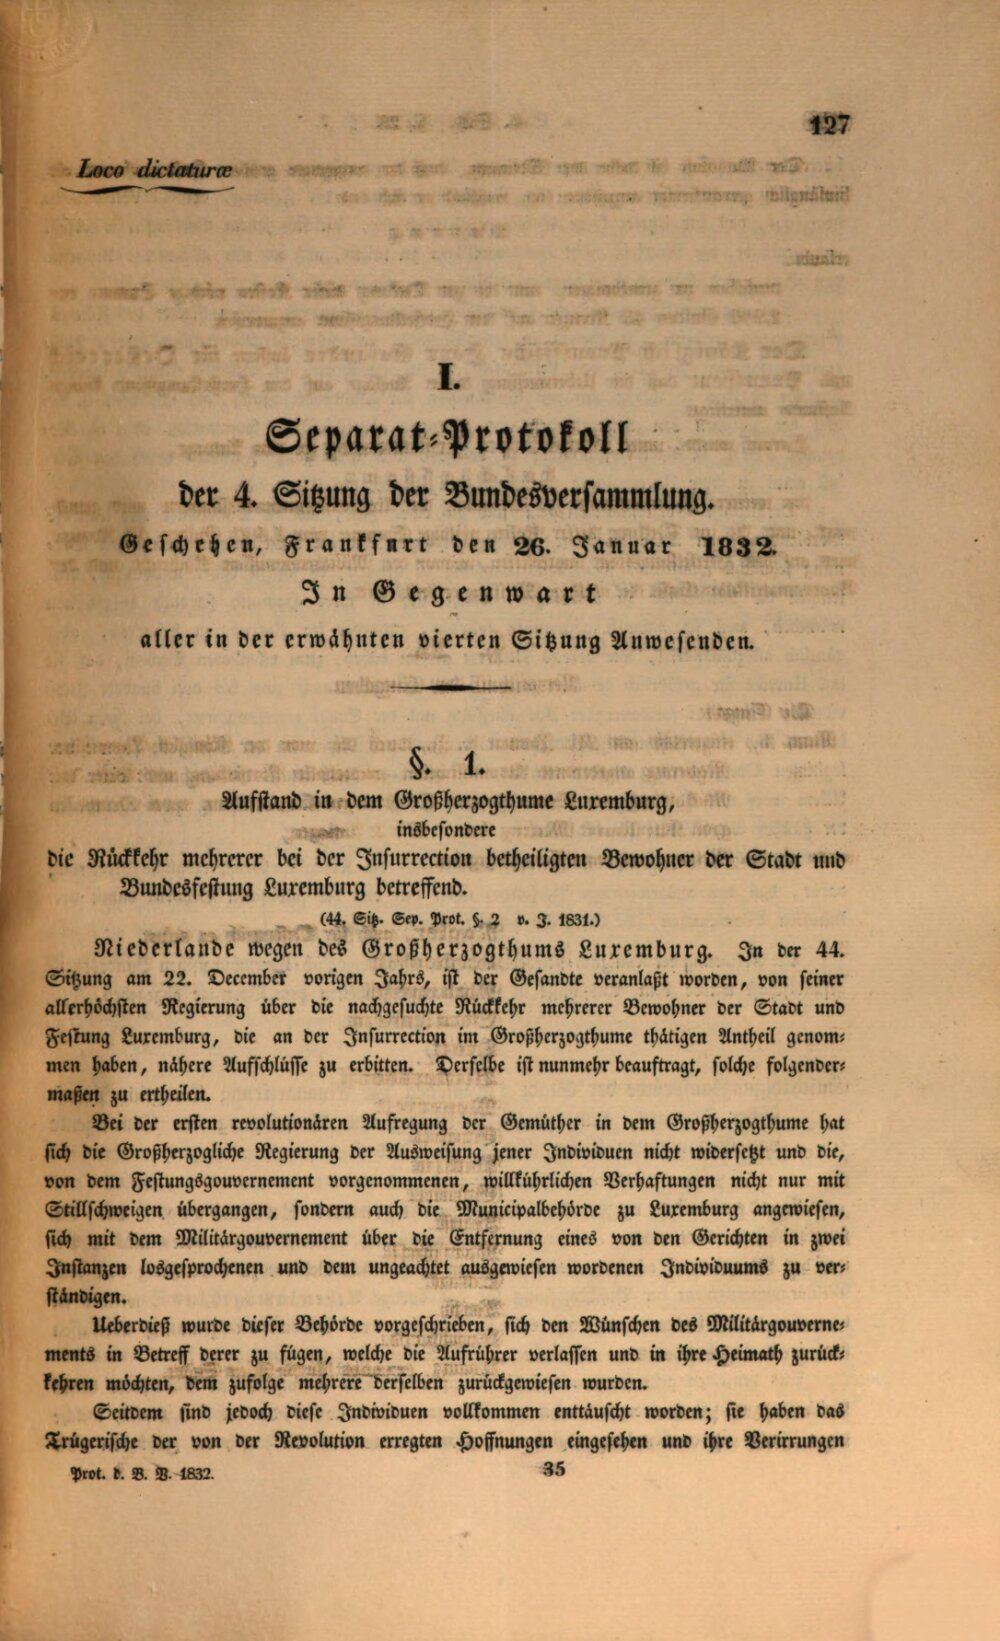 127
Loco dictaturæ
I.
Separat-Protokoll
der 4. Sitzung der Bundesversammlung.
Geschehen, Frankfurt den 26. Januar 1832.
In Gegenwart
aller in der erwähnten vierten Sitzung Anwesenden.
§. 1.
Aufstand in dem Großherzogthume Luxemburg,
insbesondere
die Rückkehr mehrerer bei der Insurrection betheiligten Bewohner der Stadt und
Bundesfestung Luxemburg betreffend.
(44. Sitz. Sep. Prot. §. 2 v. J. 1831.)
Niederlande wegen des Großherzogthums Luxemburg. In der 44.
Sitzung am 22. December vorigen Jahrs, ist der Gesandte veranlaßt worden, von seiner
allerhöchsten Regierung über die nachgesuchte Rückkehr mehrerer Bewohner der Stadt und
Festung Luxemburg, die an der Insurrection im Großherzogthume thätigen Antheil genom-
men haben, nähere Aufschlüsse zu erbitten. Derselbe ist nunmehr beauftragt, solche folgender-
maßen zu ertheilen.
Bei der ersten revolutionären Aufregung der Gemüther in dem Großherzogthume hat
sich die Großherzogliche Regierung der Ausweisung jener Individuen nicht widersetzt und die,
von dem Festungsgouvernement vorgenommenen, willkührlichen Verhaftungen nicht nur mit
Stillschweigen übergangen, sondern auch die Municipalbehörde zu Luxemburg angewiesen,
sich mit dem Militärgouvernement über die Entfernung eines von den Gerichten in zwei
Instanzen losgesprochenen und dem ungeachtet ausgewiesen wordenen Individuums zu ver-
ständigen.
Ueberdieß wurde dieser Behörde vorgeschrieben, sich den Wünschen des Militärgouverne-
ments in Betreff derer zu fügen, welche die Aufrührer verlassen und in ihre Heimath zurück-
kehren möchten, dem zufolge mehrere derselben zurückgewiesen wurden.
Seitdem sind jedoch diese Individuen vollkommen enttäuscht worden; sie haben das
Trügerische der von der Revolution erregten Hoffnungen eingesehen und ihre Verirrungen
Prot. d. B. V. 1832.
35